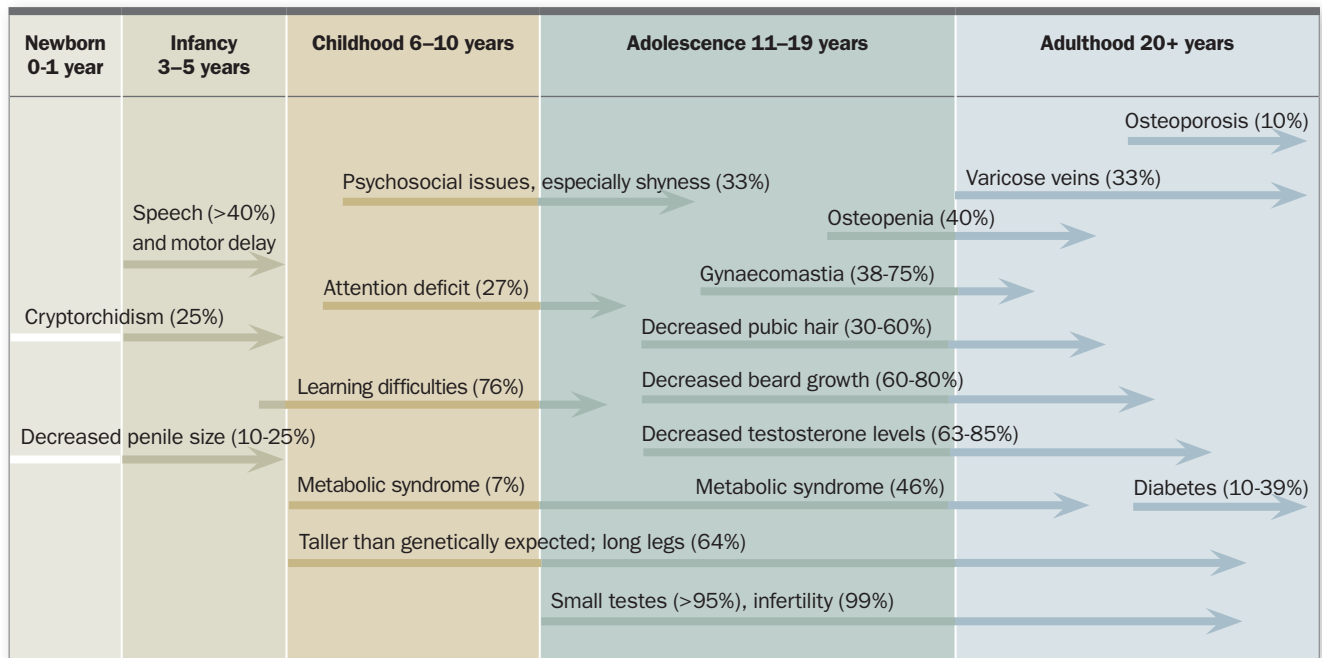 Newborn
0-1 year
Infancy
3–5 years
Childhood 6–10 years
Adolescence 11–19 years
Adulthood 20+ years
Osteoporosis (10%)
Psychosocial issues, especially shyness (33%)
Varicose veins (33%)
Speech (>40%)
and motor delay
Osteopenia (40%)
Gynaecomastia (38-75%)
Attention deficit (27%)
Cryptorchidism (25%)
Decreased pubic hair (30-60%)
Learning difficulties (76%)
Decreased beard growth (60-80%)
Decreased penile size (10-25%)
Decreased testosterone levels (63-85%)
Metabolic syndrome (7%)
Metabolic syndrome (46%)
Diabetes (10-39%)
Taller than genetically expected; long legs (64%)
Small testes (>95%), infertility (99%)